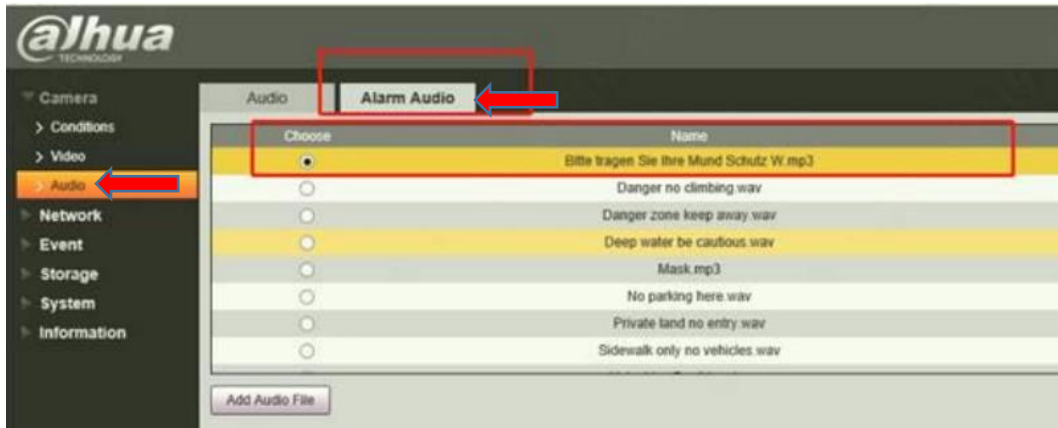 alhua
TECHNOLOGY
Camera
> Conditions
> Video
> Audio
Network
Event
Storage
System
Information
Audio
Alarm Audio
Choose Name
Bitte tragen Sie Ihre Mund Schutz W.mp3
Danger no climbing.wav
Danger zone keep away.wav
Deep water be cautious.wav
Mask.mp3
No parking here.wav
Private land no entry.wav
Sidewalk only no vehicles.wav
Add Audio File